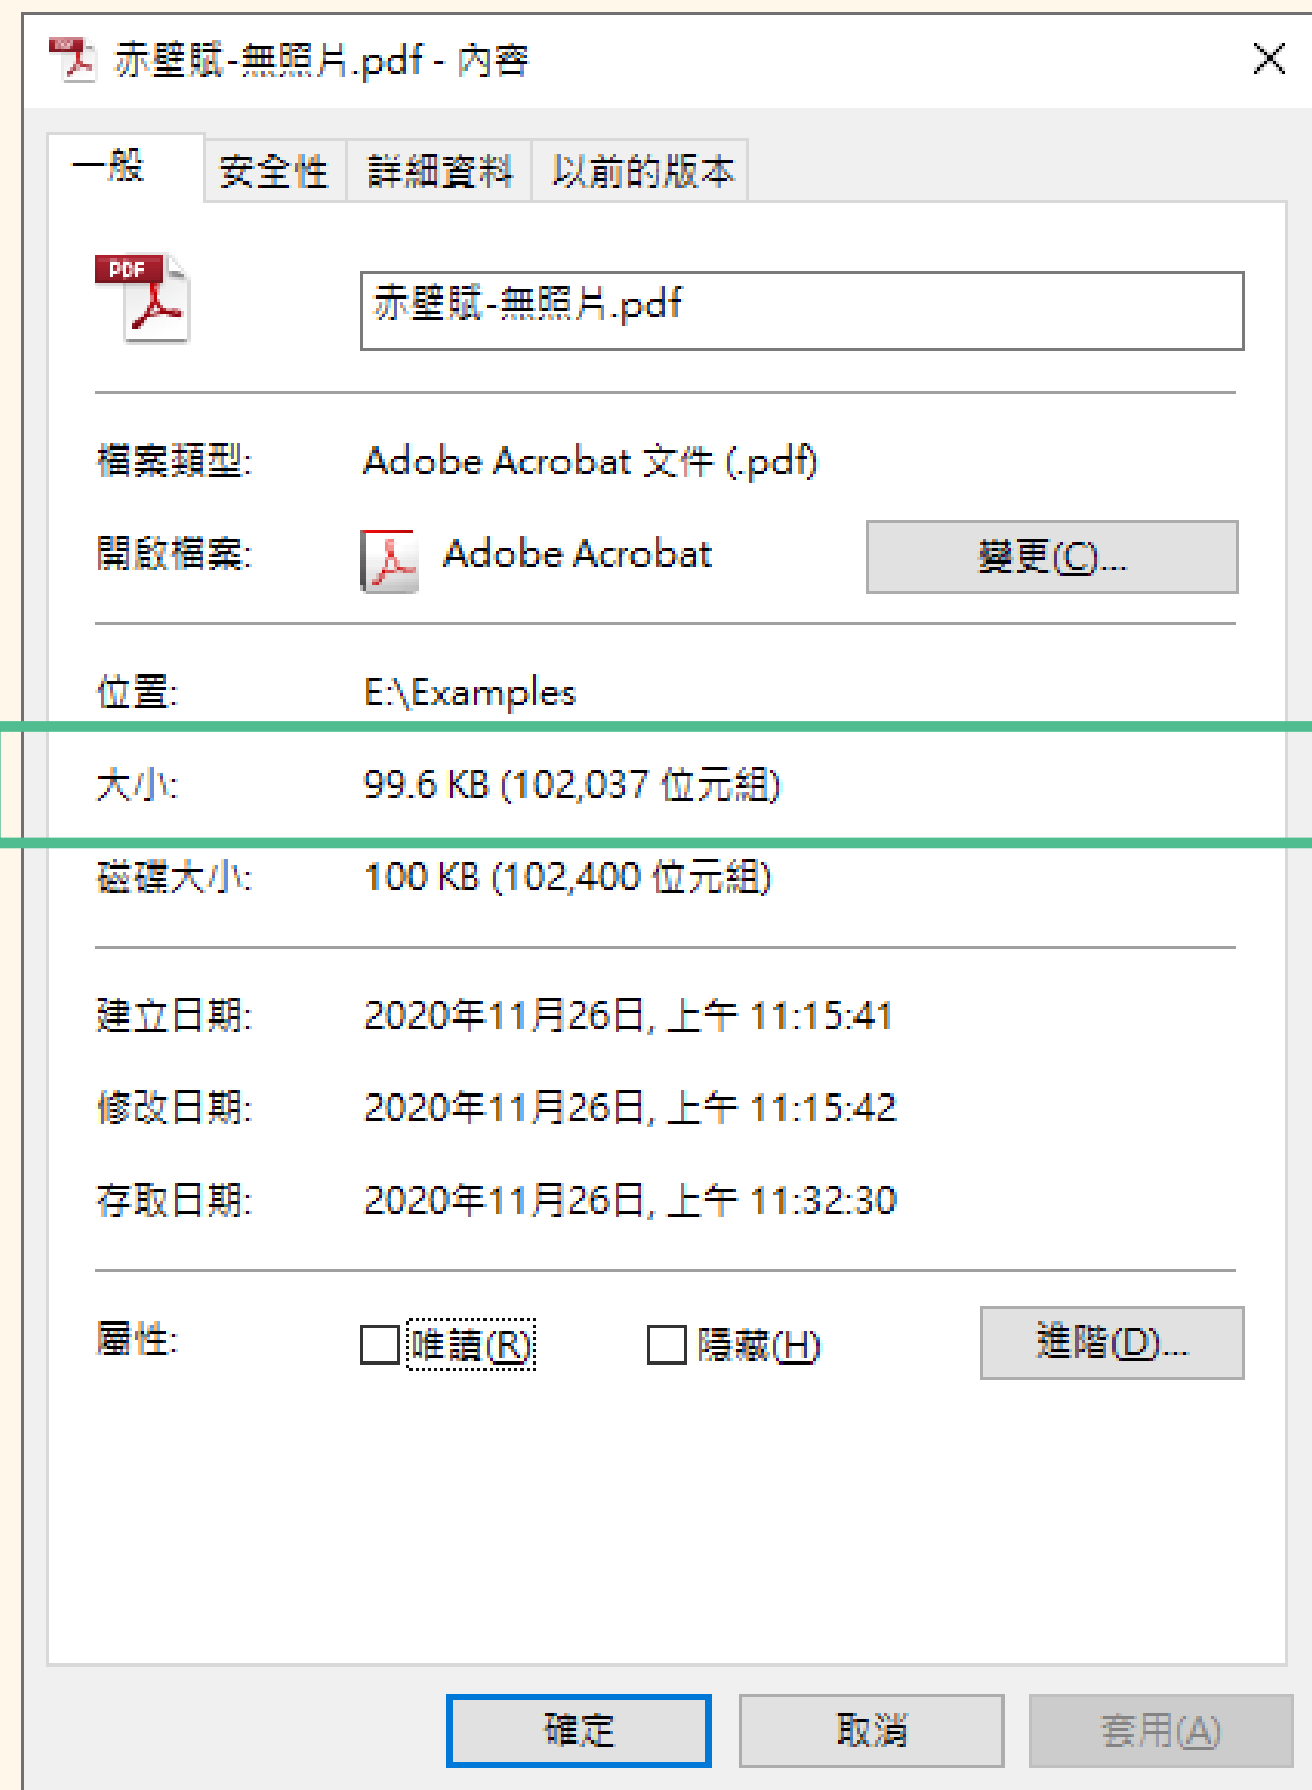 赤壁賦-無照片.pdf - 內容
一般 安全性 詳細資料 以前的版本
PDF
赤壁賦-無照片.pdf
檔案類型: Adobe Acrobat 文件 (.pdf)
開啟檔案: Adobe Acrobat 變更(C)...
位置: E:\Examples
大小: 99.6 KB (102,037 位元組)
磁碟大小: 100 KB (102,400 位元組)
建立日期: 2020年11月26日, 上午 11:15:41
修改日期: 2020年11月26日, 上午 11:15:42
存取日期: 2020年11月26日, 上午 11:32:30
屬性: 唯讀(R) 隱藏(H) 進階(D)...
確定 取消 套用(A)